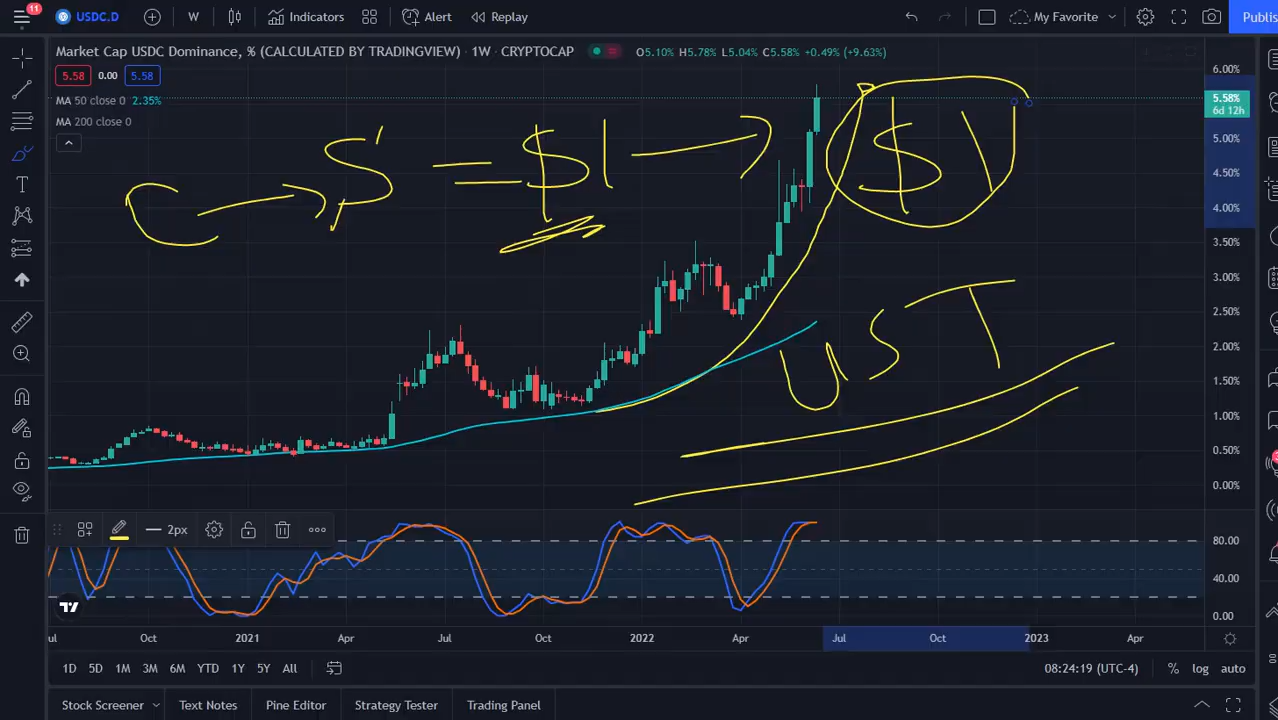 11
USDC.D
W
Indicators
Alert
Replay
My Favorite
Publis
Market Cap USDC Dominance, % (CALCULATED BY TRADINGVIEW) · 1W · CRYPTOCAP
O5.10% H5.78% L5.04% C5.58% +0.49% (+9.63%)
5.58 0.00 5.58
MA 50 close 0 2.35%
MA 200 close 0
6.00%
5.58%
6d 12h
5.00%
4.50%
4.00%
3.50%
3.00%
2.50%
2.00%
1.50%
1.00%
0.50%
0.00%
C → $ = $1 → $1
UST
2px
80.00
40.00
0.00
ul Oct 2021 Apr Jul Oct 2022 Apr Jul Oct 2023 Apr
1D 5D 1M 3M 6M YTD 1Y 5Y All
08:24:19 (UTC-4) % log auto
Stock Screener Text Notes Pine Editor Strategy Tester Trading Panel